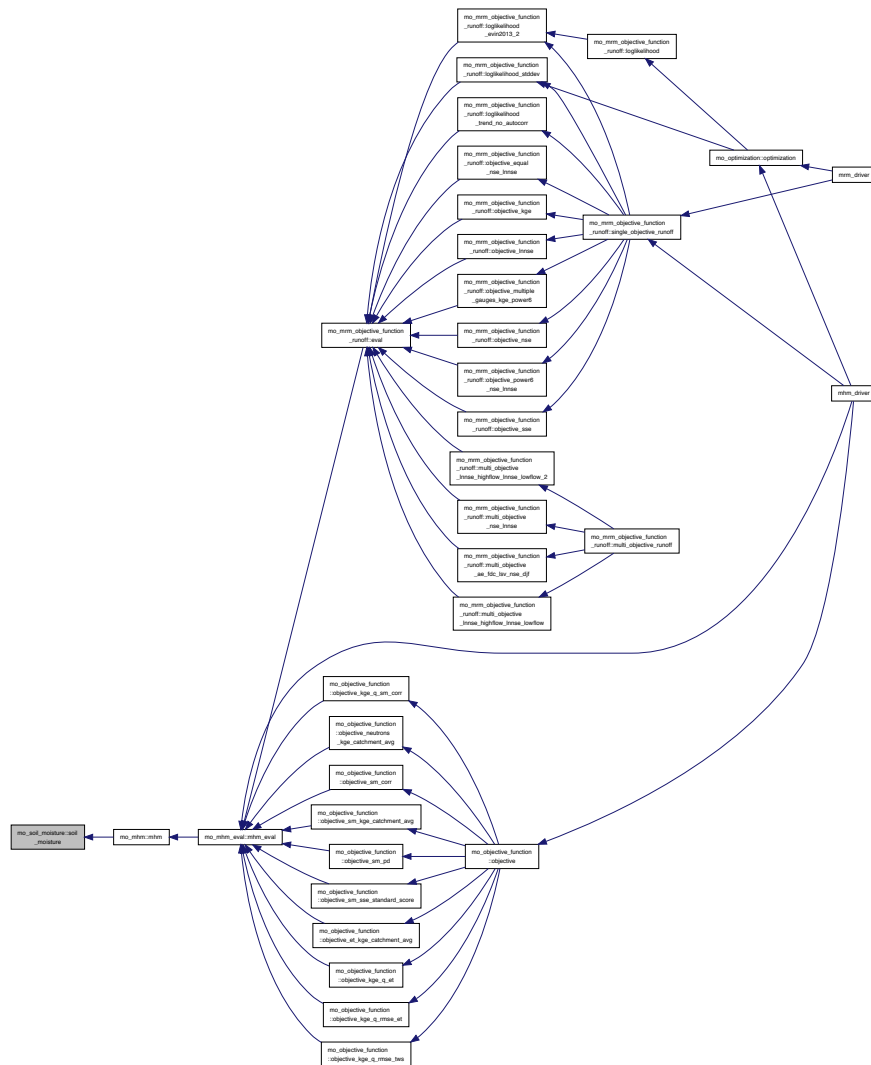 mo_mrm_objective_function
_runoff::loglikelihood
_evin2013_2
mo_mrm_objective_function
_runoff::loglikelihood
mo_mrm_objective_function
_runoff::loglikelihood_stddev
mo_mrm_objective_function
_runoff::loglikelihood
_trend_no_autocorr
mo_mrm_objective_function
_runoff::objective_equal
_nse_lnnse
mo_optimization::optimization
mrm_driver
mo_mrm_objective_function
_runoff::objective_kge
mo_mrm_objective_function
_runoff::single_objective_runoff
mo_mrm_objective_function
_runoff::objective_lnnse
mo_mrm_objective_function
_runoff::objective_multiple
_gauges_kge_power6
mo_mrm_objective_function
_runoff::eval
mo_mrm_objective_function
_runoff::objective_nse
mo_mrm_objective_function
_runoff::objective_power6
_nse_lnnse
mhm_driver
mo_mrm_objective_function
_runoff::objective_sse
mo_mrm_objective_function
_runoff::multi_objective
_lnnse_highflow_lnnse_lowflow_2
mo_mrm_objective_function
_runoff::multi_objective
_nse_lnnse
mo_mrm_objective_function
_runoff::multi_objective_runoff
mo_mrm_objective_function
_runoff::multi_objective
_ae_fdc_lsv_nse_djf
mo_mrm_objective_function
_runoff::multi_objective
_lnnse_highflow_lnnse_lowflow
mo_objective_function
::objective_kge_q_sm_corr
mo_objective_function
::objective_neutrons
_kge_catchment_avg
mo_objective_function
::objective_sm_corr
mo_objective_function
::objective_sm_kge_catchment_avg
mo_soil_moisture::soil
_moisture
mo_mhm::mhm
mo_mhm_eval::mhm_eval
mo_objective_function
::objective_sm_pd
mo_objective_function
::objective
mo_objective_function
::objective_sm_sse_standard_score
mo_objective_function
::objective_et_kge_catchment_avg
mo_objective_function
::objective_kge_q_et
mo_objective_function
::objective_kge_q_rmse_et
mo_objective_function
::objective_kge_q_rmse_tws